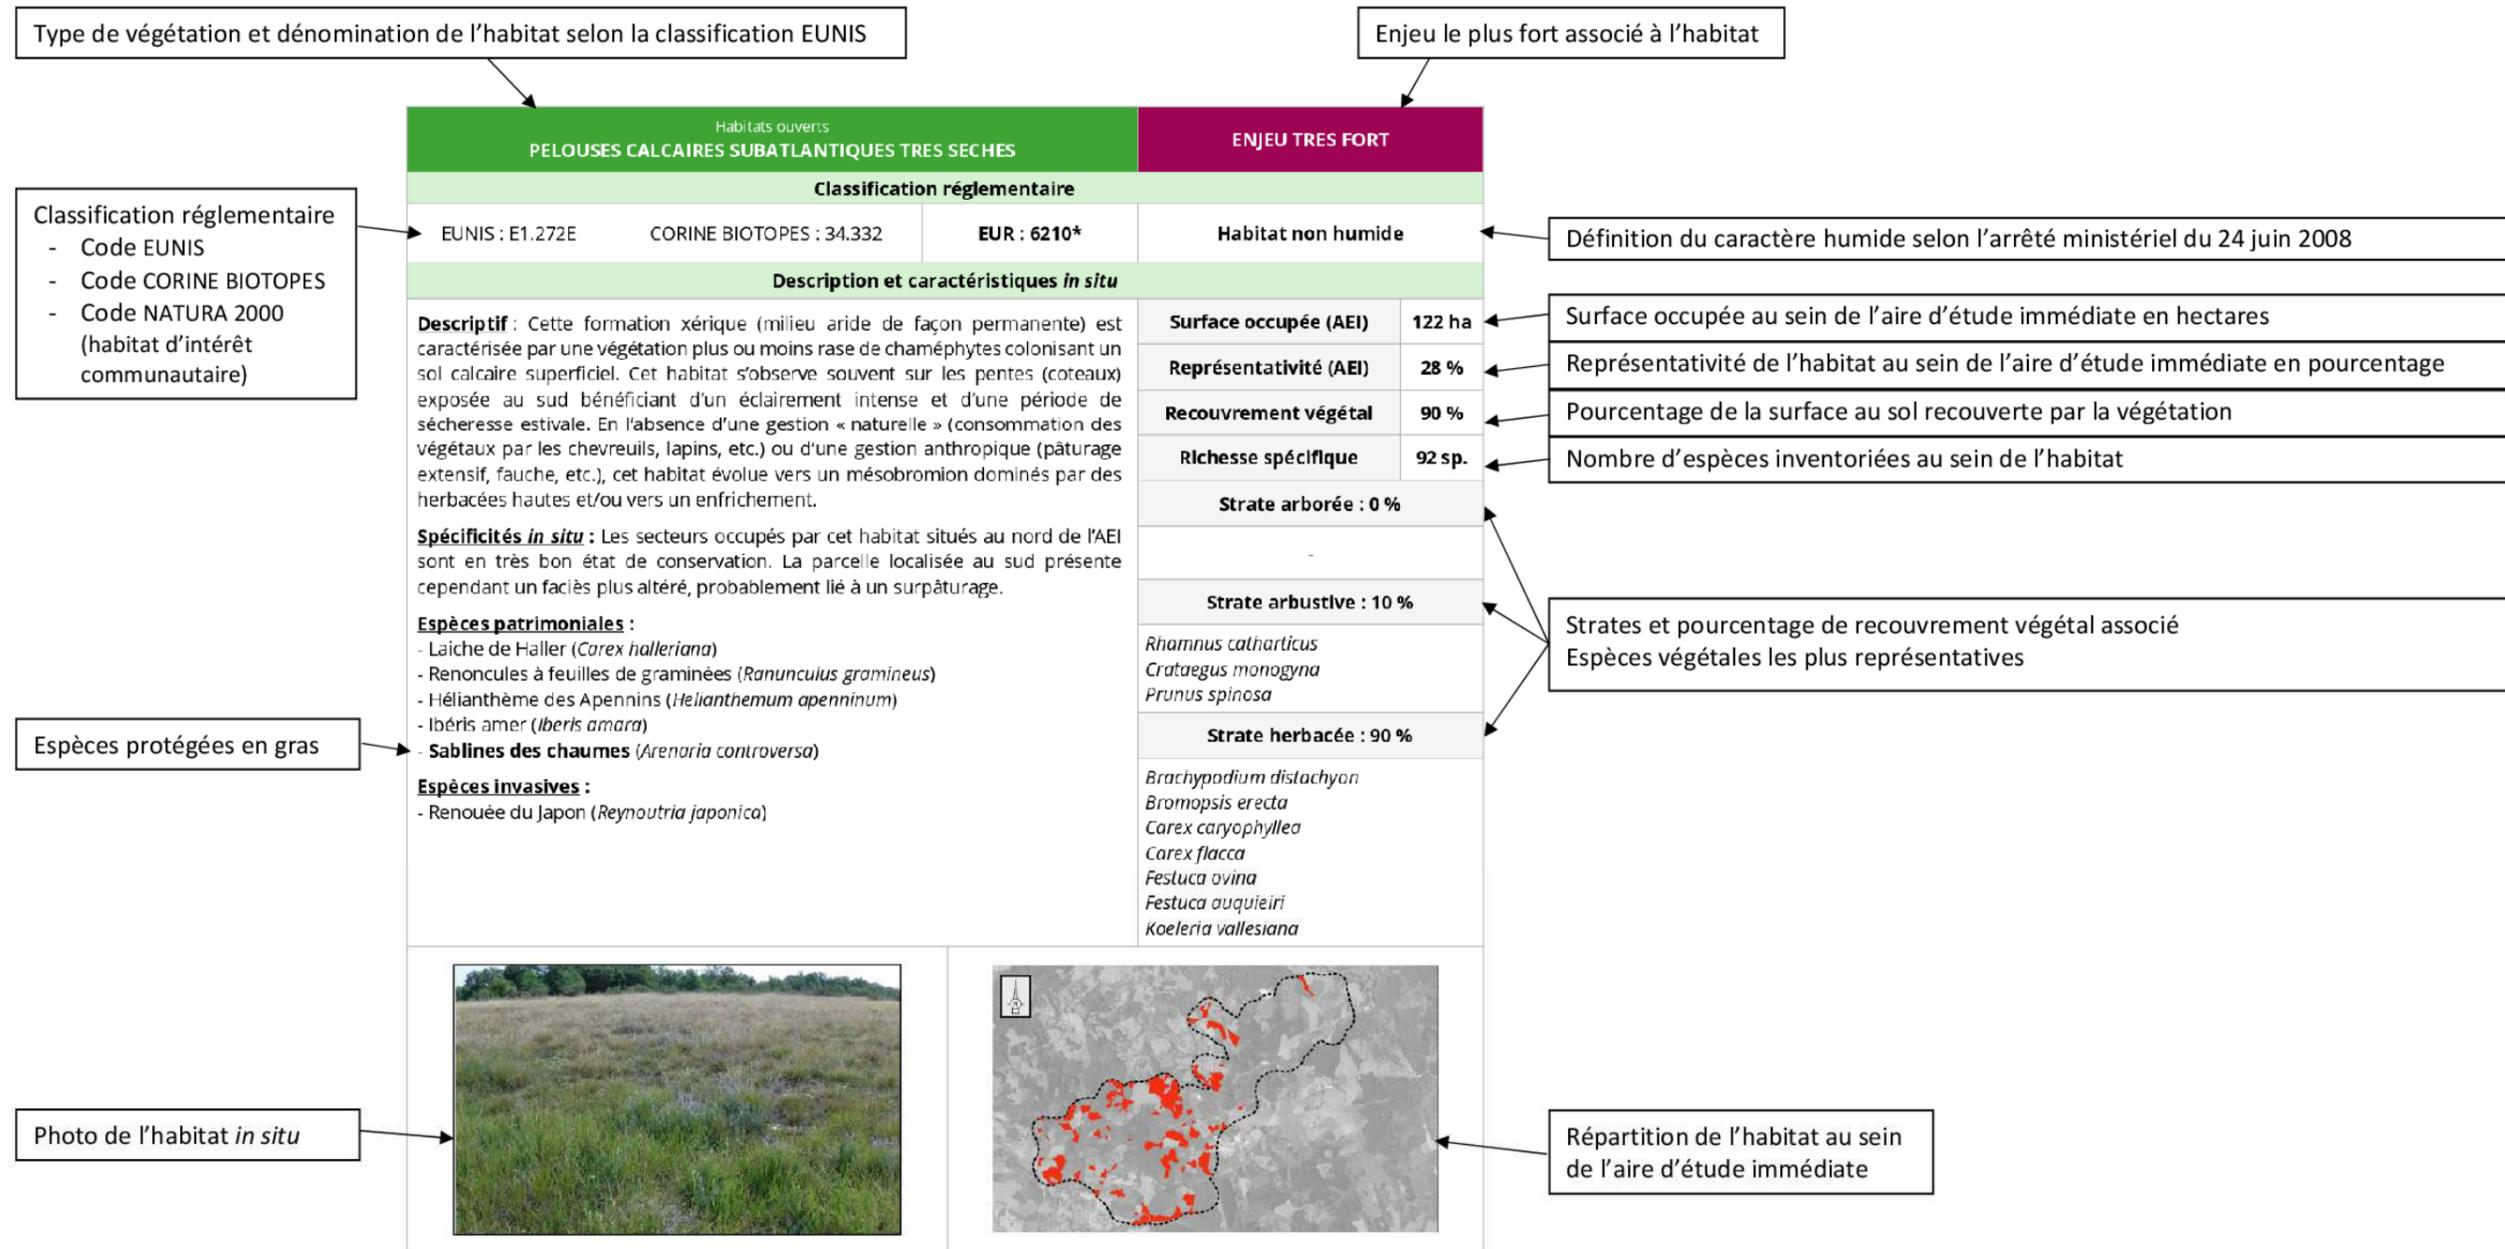 Type de végétation et dénomination de l'habitat selon la classification EUNIS
Enjeu le plus fort associé à l'habitat
Habitats ouverts
PELOUSES CALCAIRES SUBATLANTIQUES TRES SECHES
ENJEU TRES FORT
Classification réglementaire
Classification réglementaire
- Code EUNIS
- Code CORINE BIOTOPES
- Code NATURA 2000
(habitat d'intérêt
communautaire)
EUNIS : E1.272E
CORINE BIOTOPES : 34.332
EUR : 6210*
Habitat non humide
Définition du caractère humide selon l'arrêté ministériel du 24 juin 2008
Description et caractéristiques in situ
Descriptif : Cette formation xérique (milieu aride de façon permanente) est
caractérisée par une végétation plus ou moins rase de chaméphytes colonisant un
sol calcaire superficiel. Cet habitat s'observe souvent sur les pentes (coteaux)
exposée au sud bénéficiant d'un éclairement intense et d'une période de
sécheresse estivale. En l'absence d'une gestion « naturelle » (consommation des
végétaux par les chevreuils, lapins, etc.) ou d'une gestion anthropique (pâturage
extensif, fauche, etc.), cet habitat évolue vers un mésobromion dominés par des
herbacées hautes et/ou vers un enfrichement.
Spécificités in situ : Les secteurs occupés par cet habitat situés au nord de l'AEI
sont en très bon état de conservation. La parcelle localisée au sud présente
cependant un faciès plus altéré, probablement lié à un surpâturage.
Espèces patrimoniales :
- Laiche de Haller (Carex halleriana)
- Renoncules à feuilles de graminées (Ranunculus gramineus)
- Hélianthème des Apennins (Helianthemum apenninum)
- Ibéris amer (Iberis amara)
Espèces protégées en gras
- Sablines des chaumes (Arenaria controversa)
Espèces invasives :
- Renouée du Japon (Reynoutria japonica)
Surface occupée (AEI)
122 ha
Surface occupée au sein de l'aire d'étude immédiate en hectares
Représentativité (AEI)
28 %
Représentativité de l'habitat au sein de l'aire d'étude immédiate en pourcentage
Recouvrement végétal
90 %
Pourcentage de la surface au sol recouverte par la végétation
Richesse spécifique
92 sp.
Nombre d'espèces inventoriées au sein de l'habitat
Strate arborée : 0 %
-
Strate arbustive : 10 %
Rhamnus catharticus
Crataegus monogyna
Prunus spinosa
Strates et pourcentage de recouvrement végétal associé
Espèces végétales les plus représentatives
Strate herbacée : 90 %
Brachypodium distachyon
Bromopsis erecta
Carex caryophyllea
Carex flacca
Festuca ovina
Festuca auquieiri
Koeleria vallesiana
Photo de l'habitat in situ
Répartition de l'habitat au sein
de l'aire d'étude immédiate